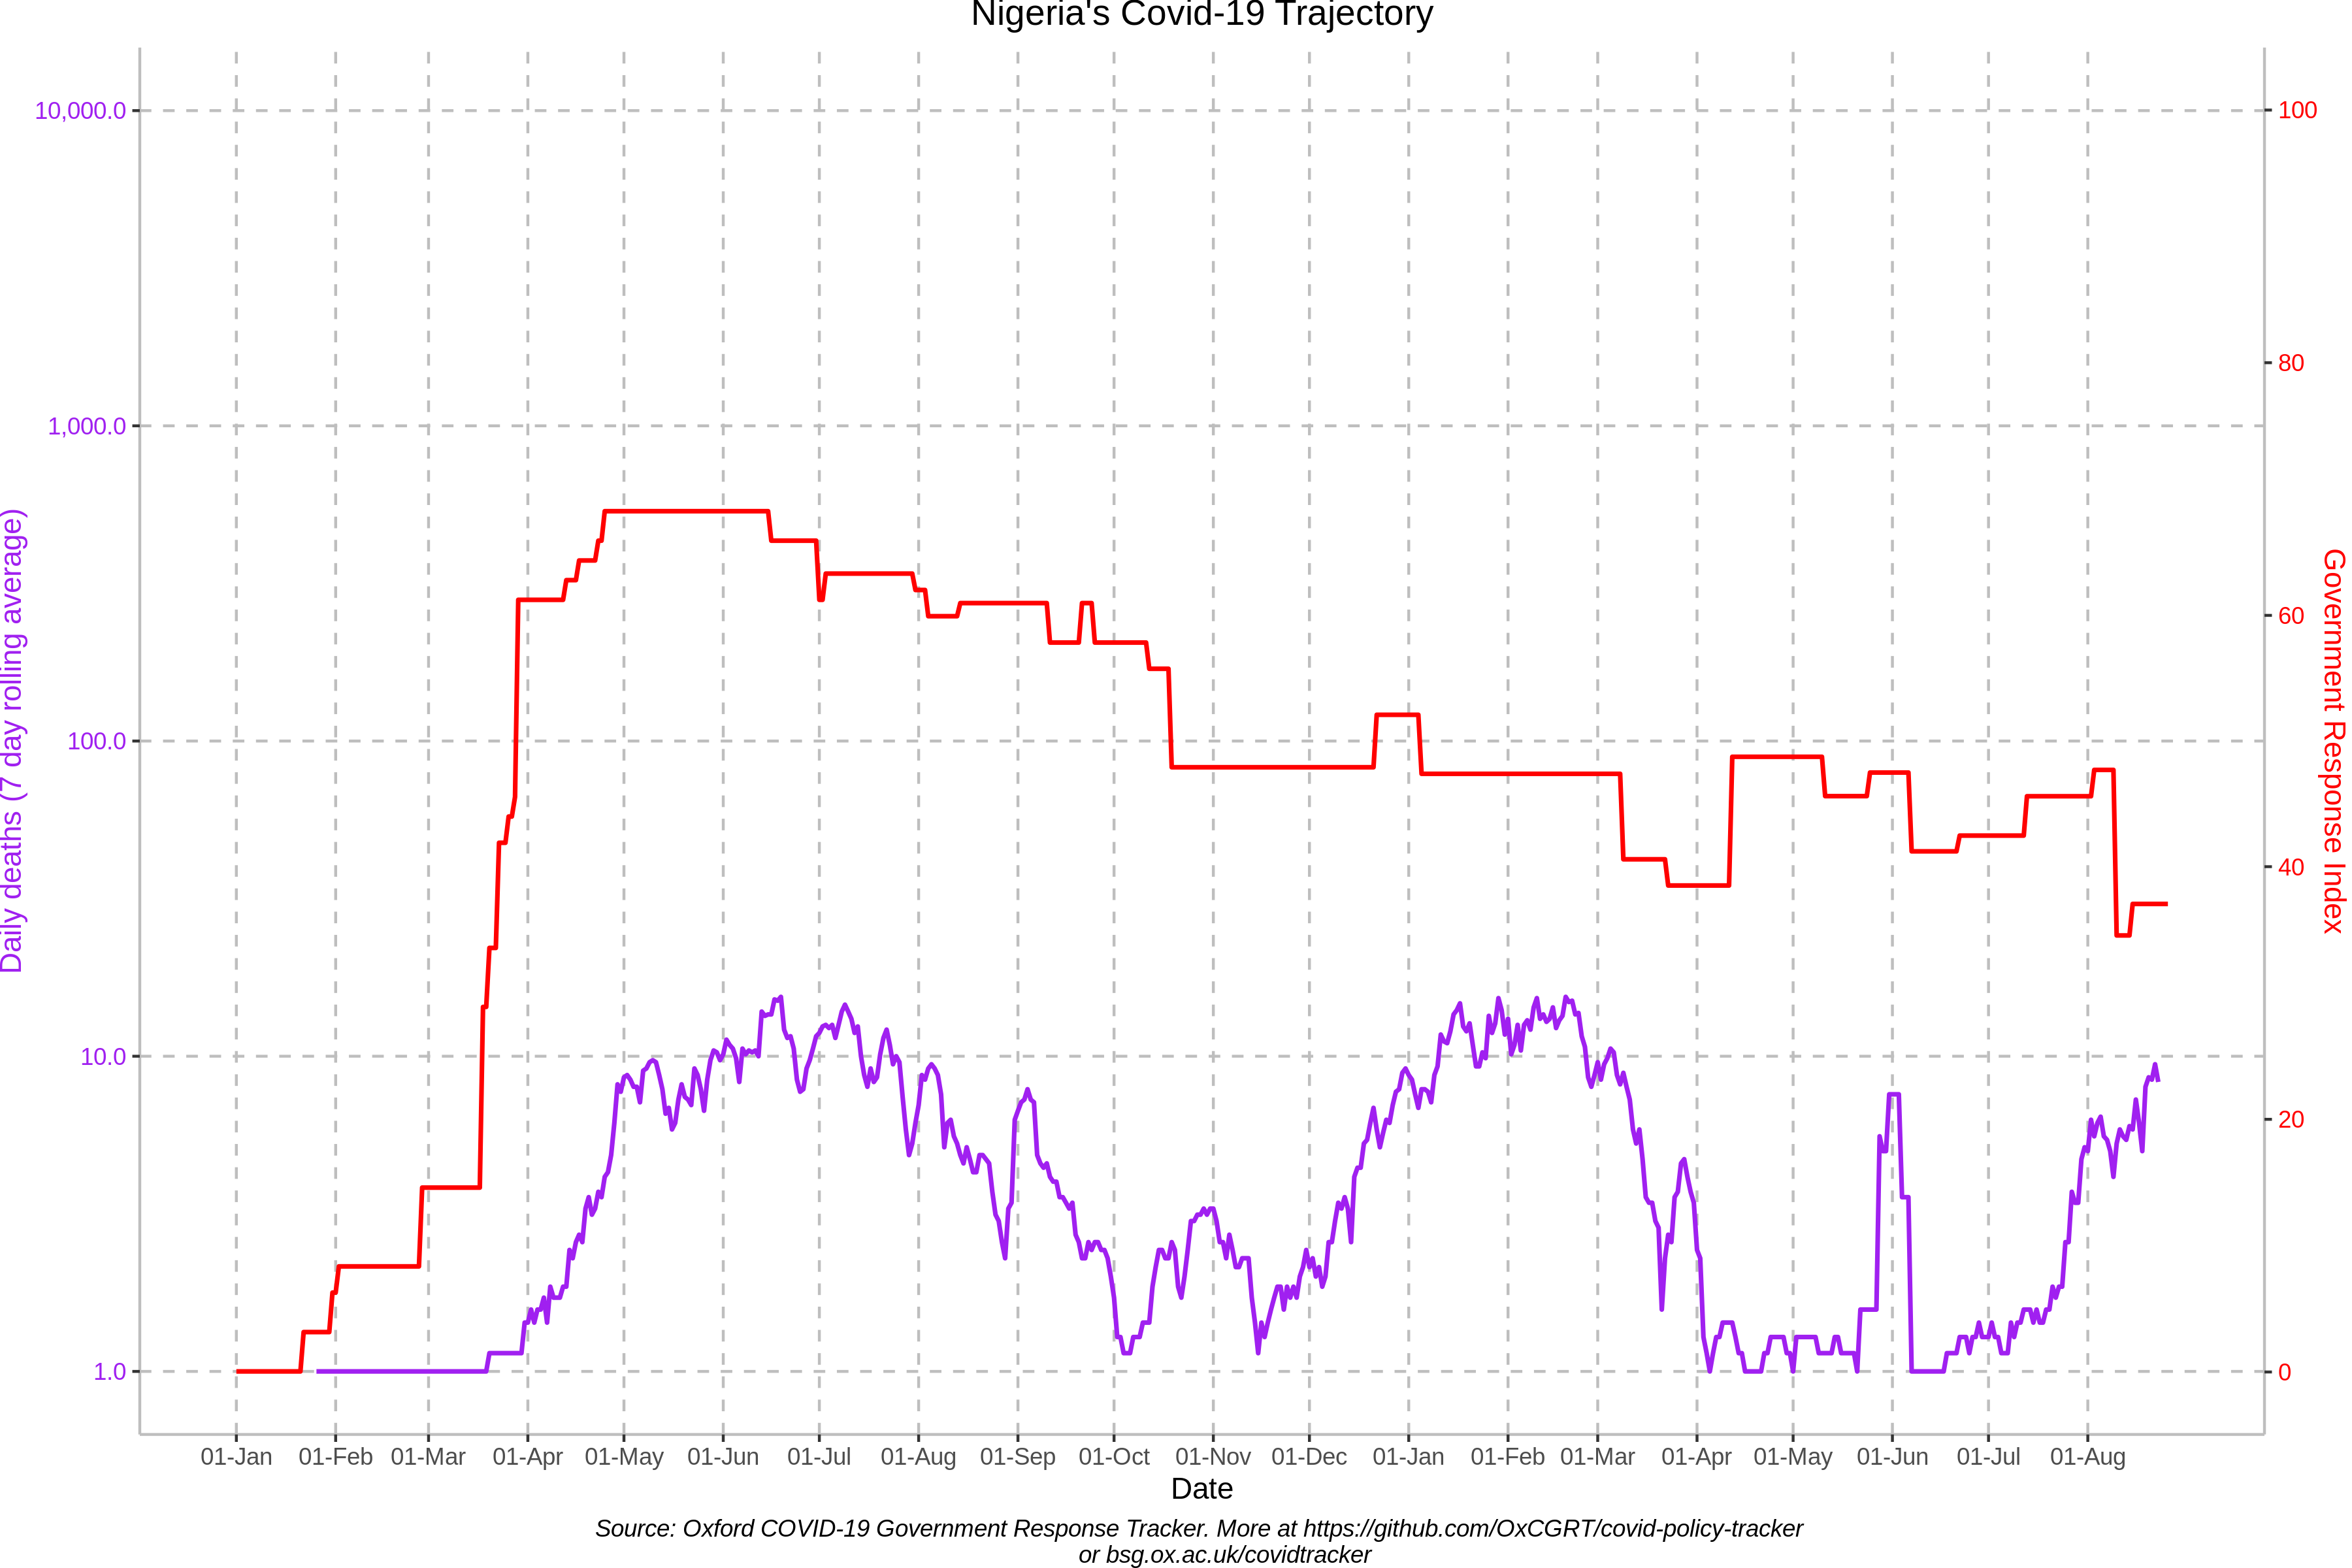 Nigeria's Covid-19 Trajectory
10,000.0
1,000.0
100.0
10.0
1.0
Daily deaths (7 day rolling average)
100
80
60
40
20
0
Government Response Index
01-Jan 01-Feb 01-Mar 01-Apr 01-May 01-Jun 01-Jul 01-Aug 01-Sep 01-Oct 01-Nov 01-Dec 01-Jan 01-Feb 01-Mar 01-Apr 01-May 01-Jun 01-Jul 01-Aug
Date
Source: Oxford COVID-19 Government Response Tracker. More at https://github.com/OxCGRT/covid-policy-tracker
or bsg.ox.ac.uk/covidtracker